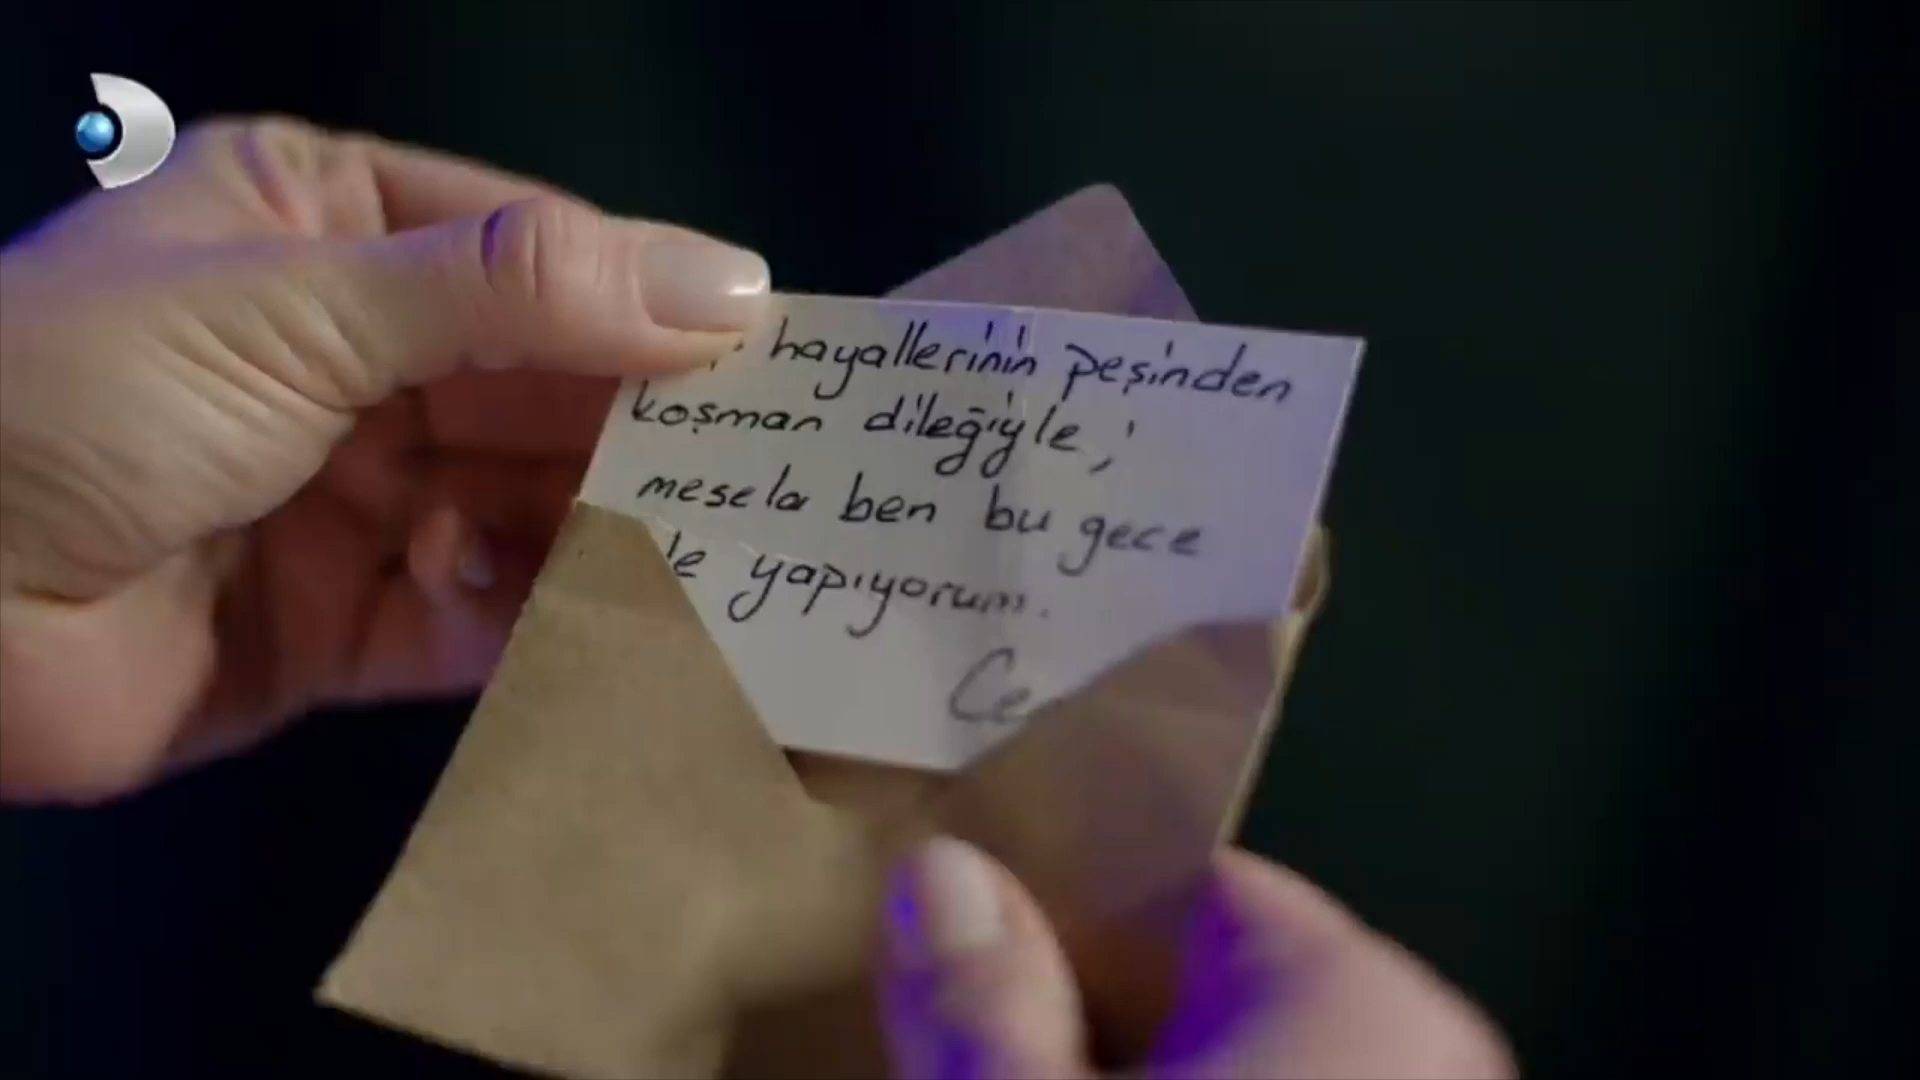 hayallerinin peşinden
koşman dileğiyle,
mesela ben bu gece
yapıyorum.